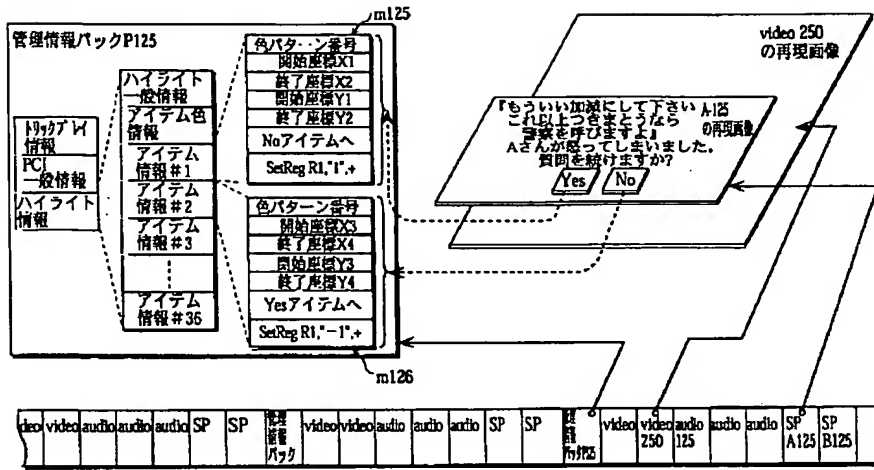 管理情報パックP125
トリックプレイ
情報
PCI
一般情報
ハイライト
情報
ハイライト
一般情報
アイテム色
情報
アイテム
情報#1
アイテム
情報#2
アイテム
情報#3
アイテム
情報#36
m125
色パターン番号
開始座標X1
終了座標X2
開始座標Y1
終了座標Y2
Noアイテムへ
SetReg R1,"1",+
色パターン番号
開始座標X3
終了座標X4
開始座標Y3
終了座標Y4
Yesアイテムへ
SetReg R1,"-1",+
m126
video 250
の再現画像
『もういい加減にして下さい
これ以上つきまとうなら
警察を呼びますよ』
Aさんが怒ってしまいました。
質問を続けますか?
Yes
No
A-125
の再現画像
deo video audio audio audio SP SP パック video video audio audio audio SP SP パックP125 video video 250 audio 125 audio audio SP A125 SP B125